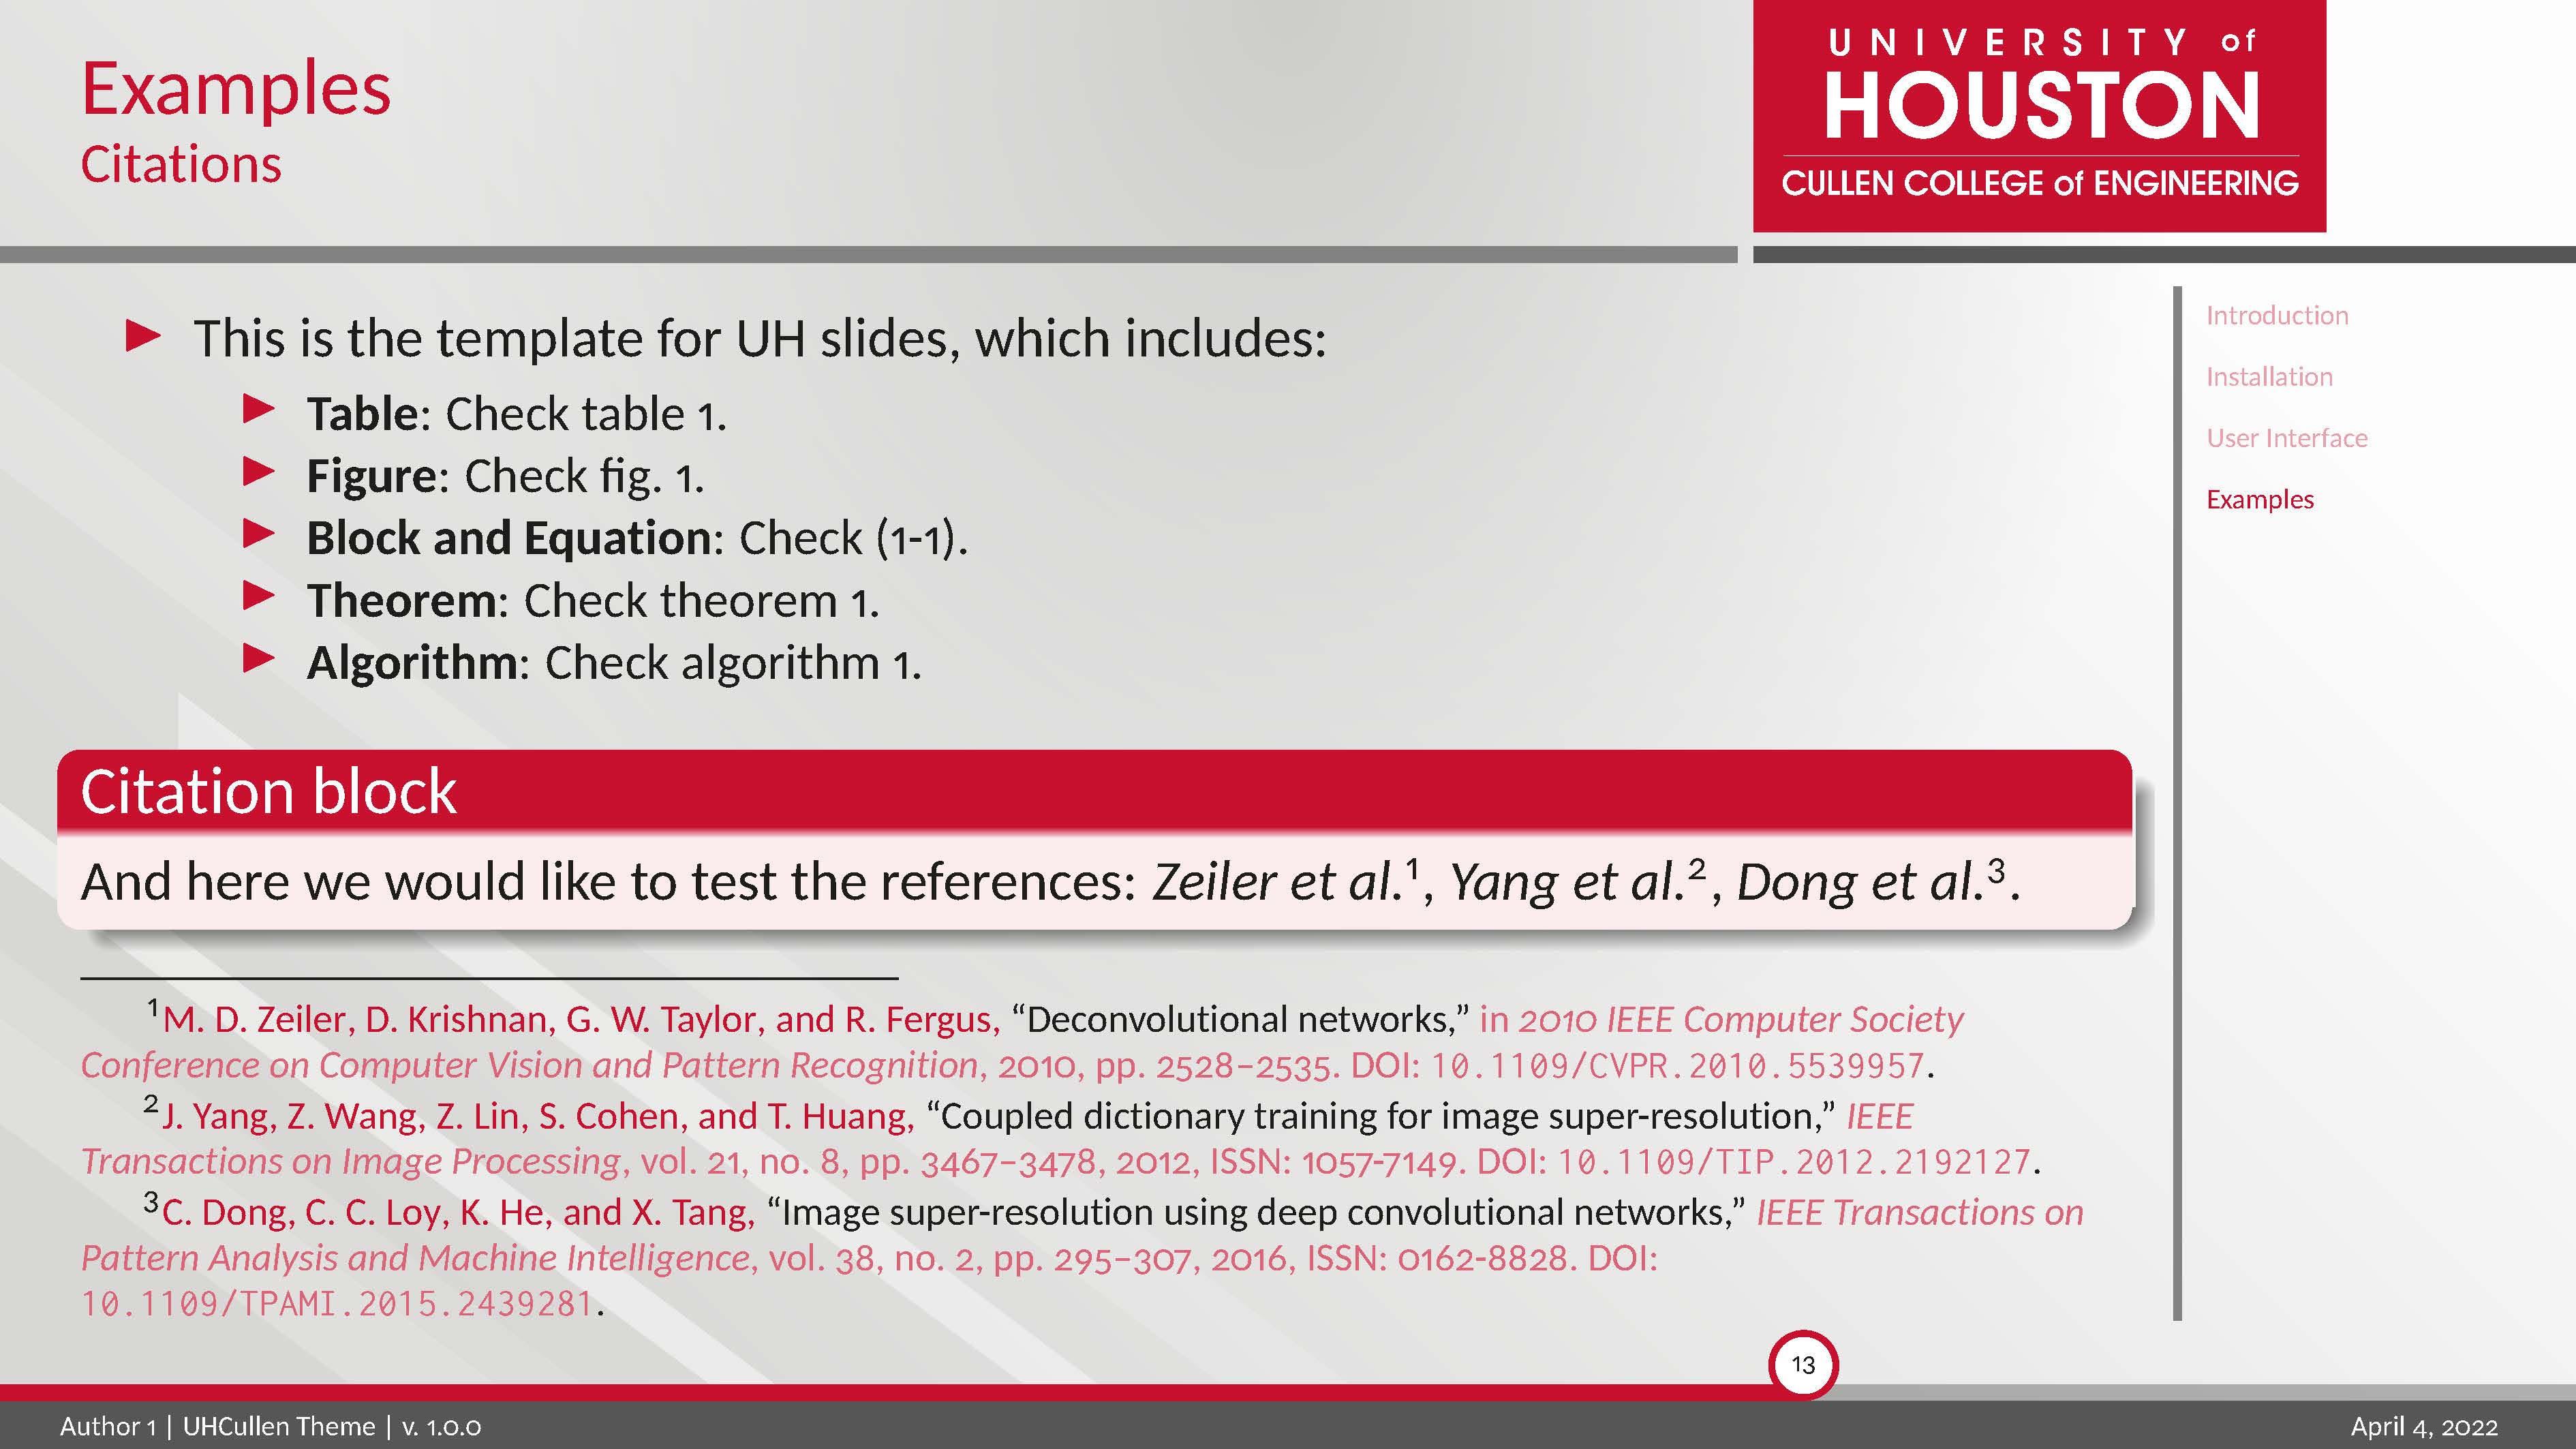 Examples
Citations
UNIVERSITY of
HOUSTON
CULLEN COLLEGE of ENGINEERING
▶ This is the template for UH slides, which includes:
▶ Table: Check table 1.
▶ Figure: Check fig. 1.
▶ Block and Equation: Check (1-1).
▶ Theorem: Check theorem 1.
▶ Algorithm: Check algorithm 1.
Citation block
And here we would like to test the references: Zeiler et al.¹, Yang et al.², Dong et al.³.
¹M. D. Zeiler, D. Krishnan, G. W. Taylor, and R. Fergus, “Deconvolutional networks,” in 2010 IEEE Computer Society
Conference on Computer Vision and Pattern Recognition, 2010, pp. 2528–2535. DOI: 10.1109/CVPR.2010.5539957.
²J. Yang, Z. Wang, Z. Lin, S. Cohen, and T. Huang, “Coupled dictionary training for image super-resolution,” IEEE
Transactions on Image Processing, vol. 21, no. 8, pp. 3467–3478, 2012, ISSN: 1057-7149. DOI: 10.1109/TIP.2012.2192127.
³C. Dong, C. C. Loy, K. He, and X. Tang, “Image super-resolution using deep convolutional networks,” IEEE Transactions on
Pattern Analysis and Machine Intelligence, vol. 38, no. 2, pp. 295–307, 2016, ISSN: 0162-8828. DOI:
10.1109/TPAMI.2015.2439281.
Introduction
Installation
User Interface
Examples
13
Author 1 | UHCullen Theme | v. 1.0.0
April 4, 2022